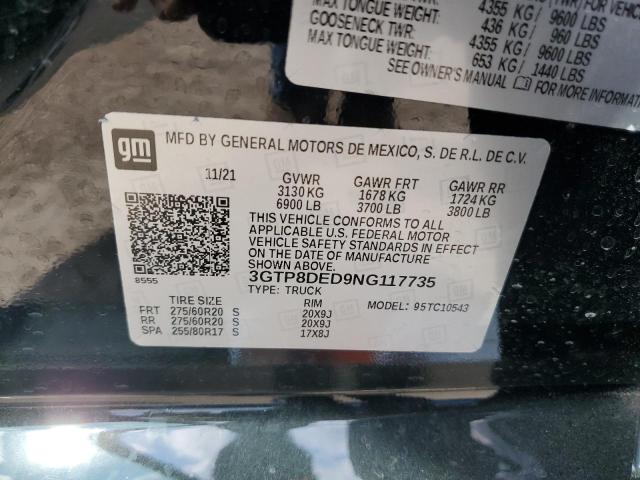 (TWR) FOR VEHIC
4355 KG/ 9600 LBS
MAX TONGUE WEIGHT: 436 KG/ 960 LBS
GOOSENECK TWR: 4355 KG/ 9600 LBS
MAX TONGUE WEIGHT: 653 KG/ 1440 LBS
SEE OWNER'S MANUAL FOR MORE INFORMAT
gm
MFD BY GENERAL MOTORS DE MEXICO, S. DE R.L. DE C.V.
11/21 GVWR GAWR FRT GAWR RR
3130 KG 1678 KG 1724 KG
6900 LB 3700 LB 3800 LB
THIS VEHICLE CONFORMS TO ALL
APPLICABLE U.S. FEDERAL MOTOR
VEHICLE SAFETY STANDARDS IN EFFECT
ON THE DATE OF MANUFACTURE
SHOWN ABOVE.
8555
3GTP8DED9NG117735
TYPE: TRUCK MODEL: 95TC10543
TIRE SIZE RIM
FRT 275/60R20 S 20X9J
RR 275/60R20 S 20X9J
SPA 255/80R17 S 17X8J